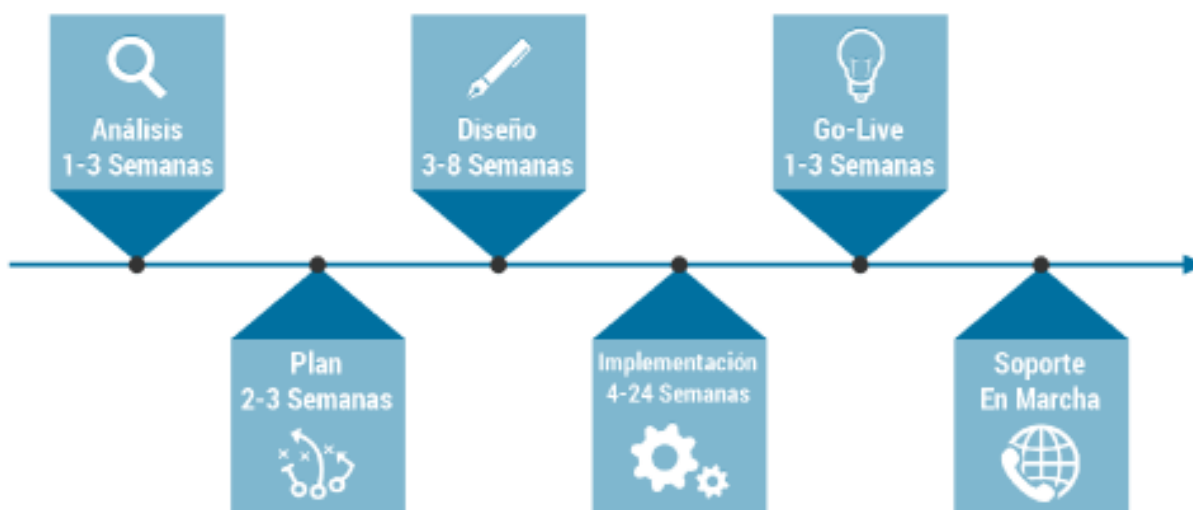 Análisis
1-3 Semanas
Plan
2-3 Semanas
Diseño
3-8 Semanas
Implementación
4-24 Semanas
Go-Live
1-3 Semanas
Soporte
En Marcha